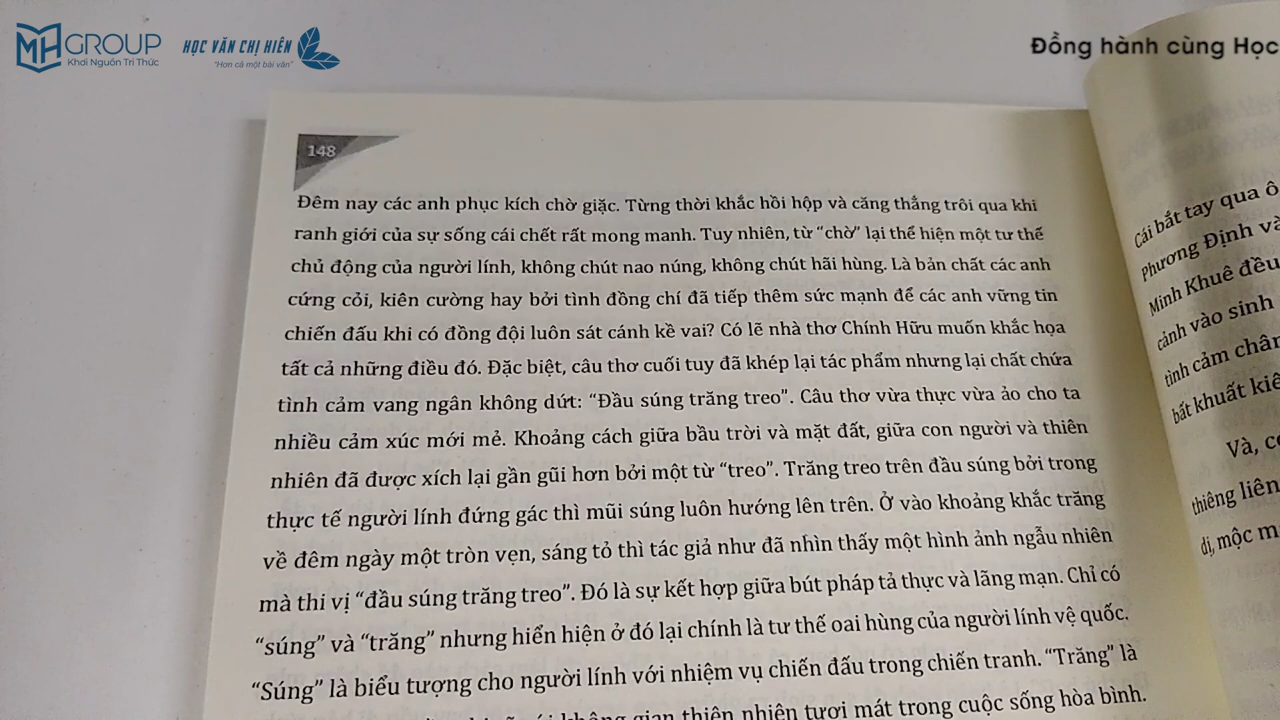 MH GROUP
Khơi Nguồn Tri Thức
HỌC VĂN CHỊ HIÊN
"Hơn cả một bài văn"
Đồng hành cùng Học
148
Đêm nay các anh phục kích chờ giặc. Từng thời khắc hồi hộp và căng thẳng trôi qua khi
ranh giới của sự sống cái chết rất mong manh. Tuy nhiên, từ “chờ” lại thể hiện một tư thế
chủ động của người lính, không chút nao núng, không chút hãi hùng. Là bản chất các anh
cứng cỏi, kiên cường hay bởi tình đồng chí đã tiếp thêm sức mạnh để các anh vững tin
chiến đấu khi có đồng đội luôn sát cánh kề vai? Có lẽ nhà thơ Chính Hữu muốn khắc họa
tất cả những điều đó. Đặc biệt, câu thơ cuối tuy đã khép lại tác phẩm nhưng lại chất chứa
tình cảm vang ngân không dứt: “Đầu súng trăng treo”. Câu thơ vừa thực vừa ảo cho ta
nhiều cảm xúc mới mẻ. Khoảng cách giữa bầu trời và mặt đất, giữa con người và thiên
nhiên đã được xích lại gần gũi hơn bởi một từ “treo”. Trăng treo trên đầu súng bởi trong
thực tế người lính đứng gác thì mũi súng luôn hướng lên trên. Ở vào khoảng khắc trăng
về đêm ngày một tròn vẹn, sáng tỏ thì tác giả như đã nhìn thấy một hình ảnh ngẫu nhiên
mà thi vị “đầu súng trăng treo”. Đó là sự kết hợp giữa bút pháp tả thực và lãng mạn. Chỉ có
“súng” và “trăng” nhưng hiển hiện ở đó lại chính là tư thế oai hùng của người lính vệ quốc.
“Súng” là biểu tượng cho người lính với nhiệm vụ chiến đấu trong chiến tranh. “Trăng” là
không gian thiên nhiên tươi mát trong cuộc sống hòa bình.
Cái bắt tay qua ô
Phương Định và
Minh Khuê đều
cảnh vào sinh
tình cảm chân
bất khuất kiê
Và, có
thiêng liên
dị, mộc m